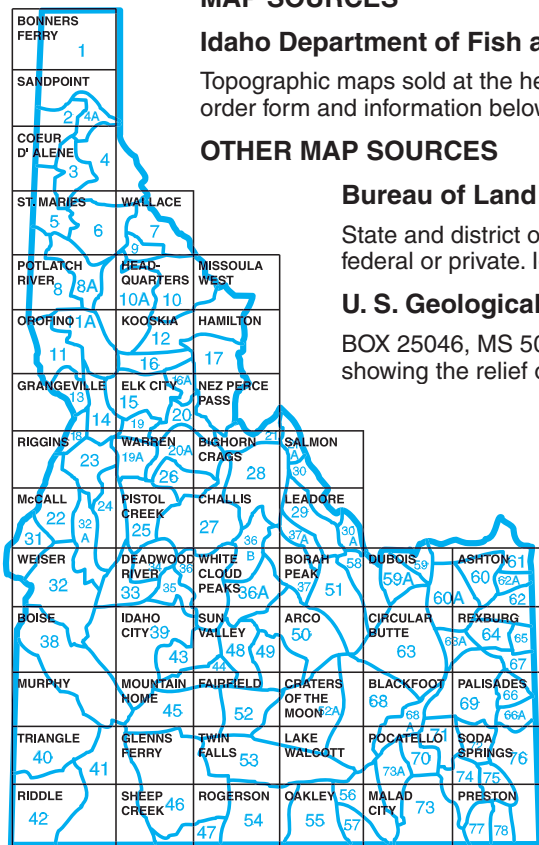 MAP SOURCES
Idaho Department of Fish a
Topographic maps sold at the he
order form and information below
OTHER MAP SOURCES
Bureau of Land
State and district o
federal or private. I
U. S. Geological
BOX 25046, MS 50
showing the relief o
BONNERS
FERRY
1
SANDPOINT
2 4A
COEUR
D' ALENE
3 4
ST. MARIES WALLACE
5 6 7
9
POTLATCH HEAD- MISSOULA
RIVER QUARTERS WEST
8 8A 10A 10
OROFINO 1A KOOSKIA HAMILTON
11 12 17
16
GRANGEVILLE ELK CITY 16A NEZ PERCE
PASS
13 14 15 19 20
RIGGINS WARREN BIGHORN SALMON
CRAGS
18 23 19A 20A 26 28 21 A 30
McCALL PISTOL CHALLIS LEADORE
CREEK
22 24 25 27 29
31 32 A 36 B 37A 30 A
WEISER DEADWOOD WHITE BORAH DUBOIS ASHTON
RIVER CLOUD PEAK
PEAKS
32 33 34 35 36 36A 37 51 58 59 59A 60 61
60A 62A 62
BOISE IDAHO SUN ARCO CIRCULAR REXBURG
CITY VALLEY BUTTE
38 39 43 44 48 49 50 63 63A 64 65
67
MURPHY MOUNTAIN FAIRFIELD CRATERS BLACKFOOT PALISADES
HOME OF THE
MOON
45 52 52A 68 68 A 69 66 66A
TRIANGLE GLENNS TWIN LAKE POCATELLO SODA
FERRY FALLS WALCOTT SPRINGS
40 41 53 70 71 73A 74 75 76
RIDDLE SHEEP ROGERSON OAKLEY MALAD PRESTON
CREEK CITY
42 46 47 54 55 56 57 73 77 78